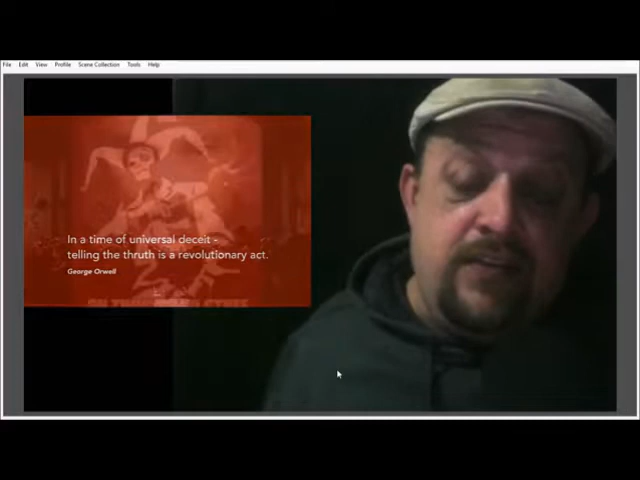 File Edit View Profile Scene Collection Tools Help
In a time of universal deceit -
telling the thruth is a revolutionary act.
George Orwell